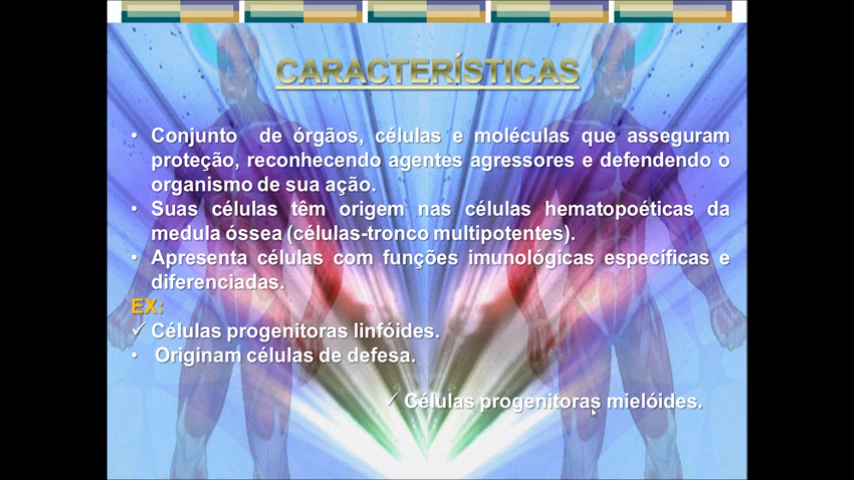 CARACTERÍSTICAS
• Conjunto de órgãos, células e moléculas que asseguram
proteção, reconhecendo agentes agressores e defendendo o
organismo de sua ação.
• Suas células têm origem nas células hematopoéticas da
medula óssea (células-tronco multipotentes).
• Apresenta células com funções imunológicas específicas e
diferenciadas.
EX:
✓ Células progenitoras linfóides.
• Originam células de defesa.
✓ Células progenitoras mielóides.